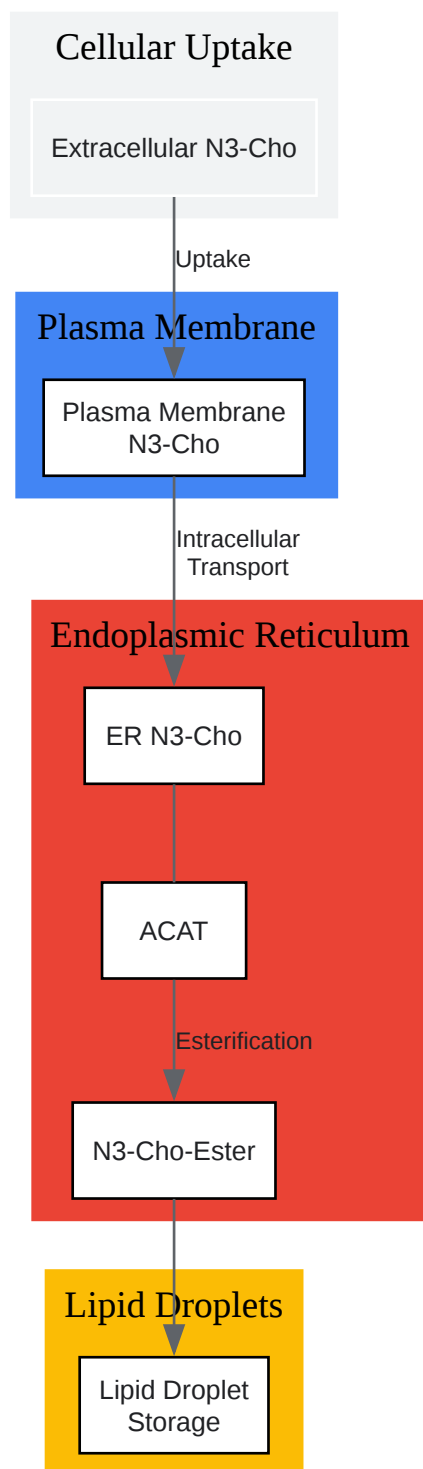 Cellular Uptake
Extracellular N3-Cho
Uptake
Plasma Membrane
Plasma Membrane
N3-Cho
Intracellular
Transport
Endoplasmic Reticulum
ER N3-Cho
ACAT
Esterification
N3-Cho-Ester
Lipid Droplets
Lipid Droplet
Storage